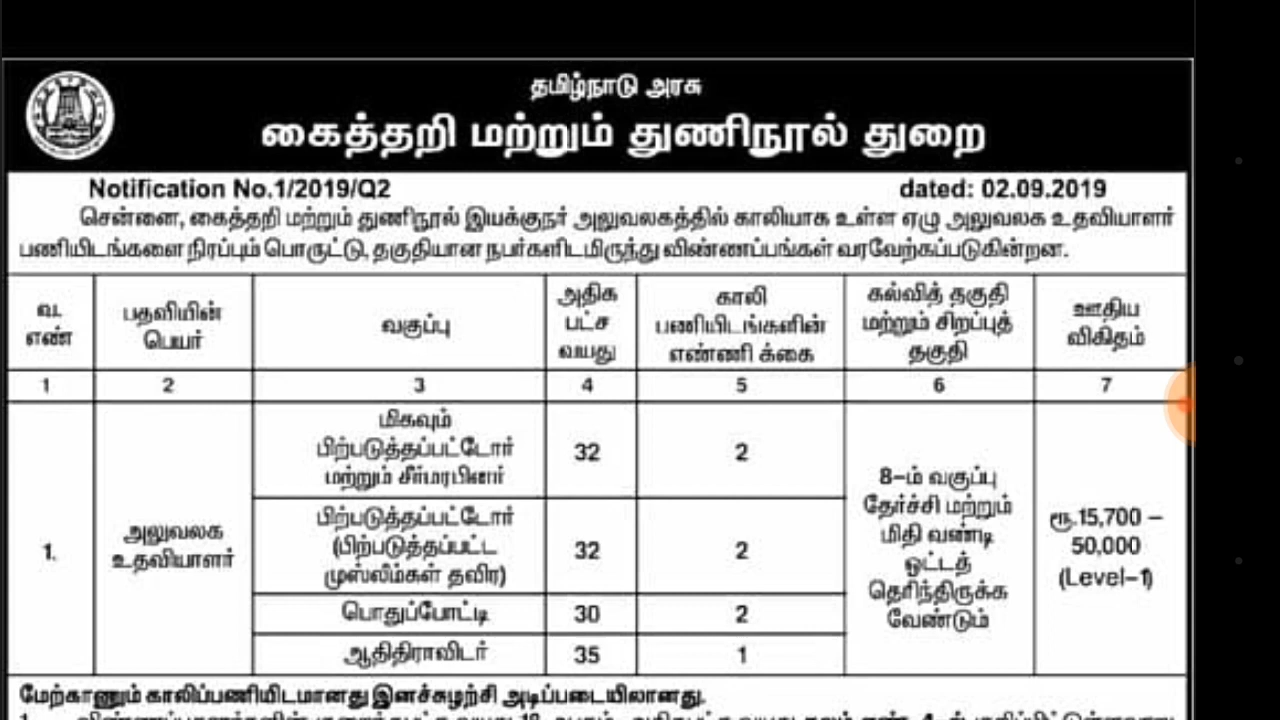 தமிழ்நாடு அரசு
கைத்தறி மற்றும் துணிநூல் துறை
Notification No.1/2019/Q2 dated: 02.09.2019
சென்னை, கைத்தறி மற்றும் துணிநூல் இயக்குநர் அலுவலகத்தில் காலியாக உள்ள ஏழு அலுவலக உதவியாளர்
பணியிடங்களை நிரப்பும் பொருட்டு, தகுதியான நபர்களிடமிருந்து விண்ணப்பங்கள் வரவேற்கப்படுகின்றன.
வ.
எண்
பதவியின்
பெயர்
வகுப்பு
அதிக
பட்ச
வயது
காலி
பணியிடங்களின்
எண்ணி க்கை
கல்வித் தகுதி
மற்றும் சிறப்புத்
தகுதி
ஊதிய
விகிதம்
1 2 3 4 5 6 7
1.
அலுவலக
உதவியாளர்
மிகவும்
பிற்படுத்தப்பட்டோர்
மற்றும் சீர்மரபினர்
32 2
பிற்படுத்தப்பட்டோர்
(பிற்படுத்தப்பட்ட
முஸ்லீம்கள் தவிர)
32 2
பொதுப்போட்டி 30 2
ஆதிதிராவிடர் 35 1
8-ம் வகுப்பு
தேர்ச்சி மற்றும்
மிதி வண்டி
ஓட்டத்
தெரிந்திருக்க
வேண்டும்
ரூ.15,700 –
50,000
(Level-1)
மேற்காணும் காலிப்பணியிடமானது இனச்சுழற்சி அடிப்படையிலானது.